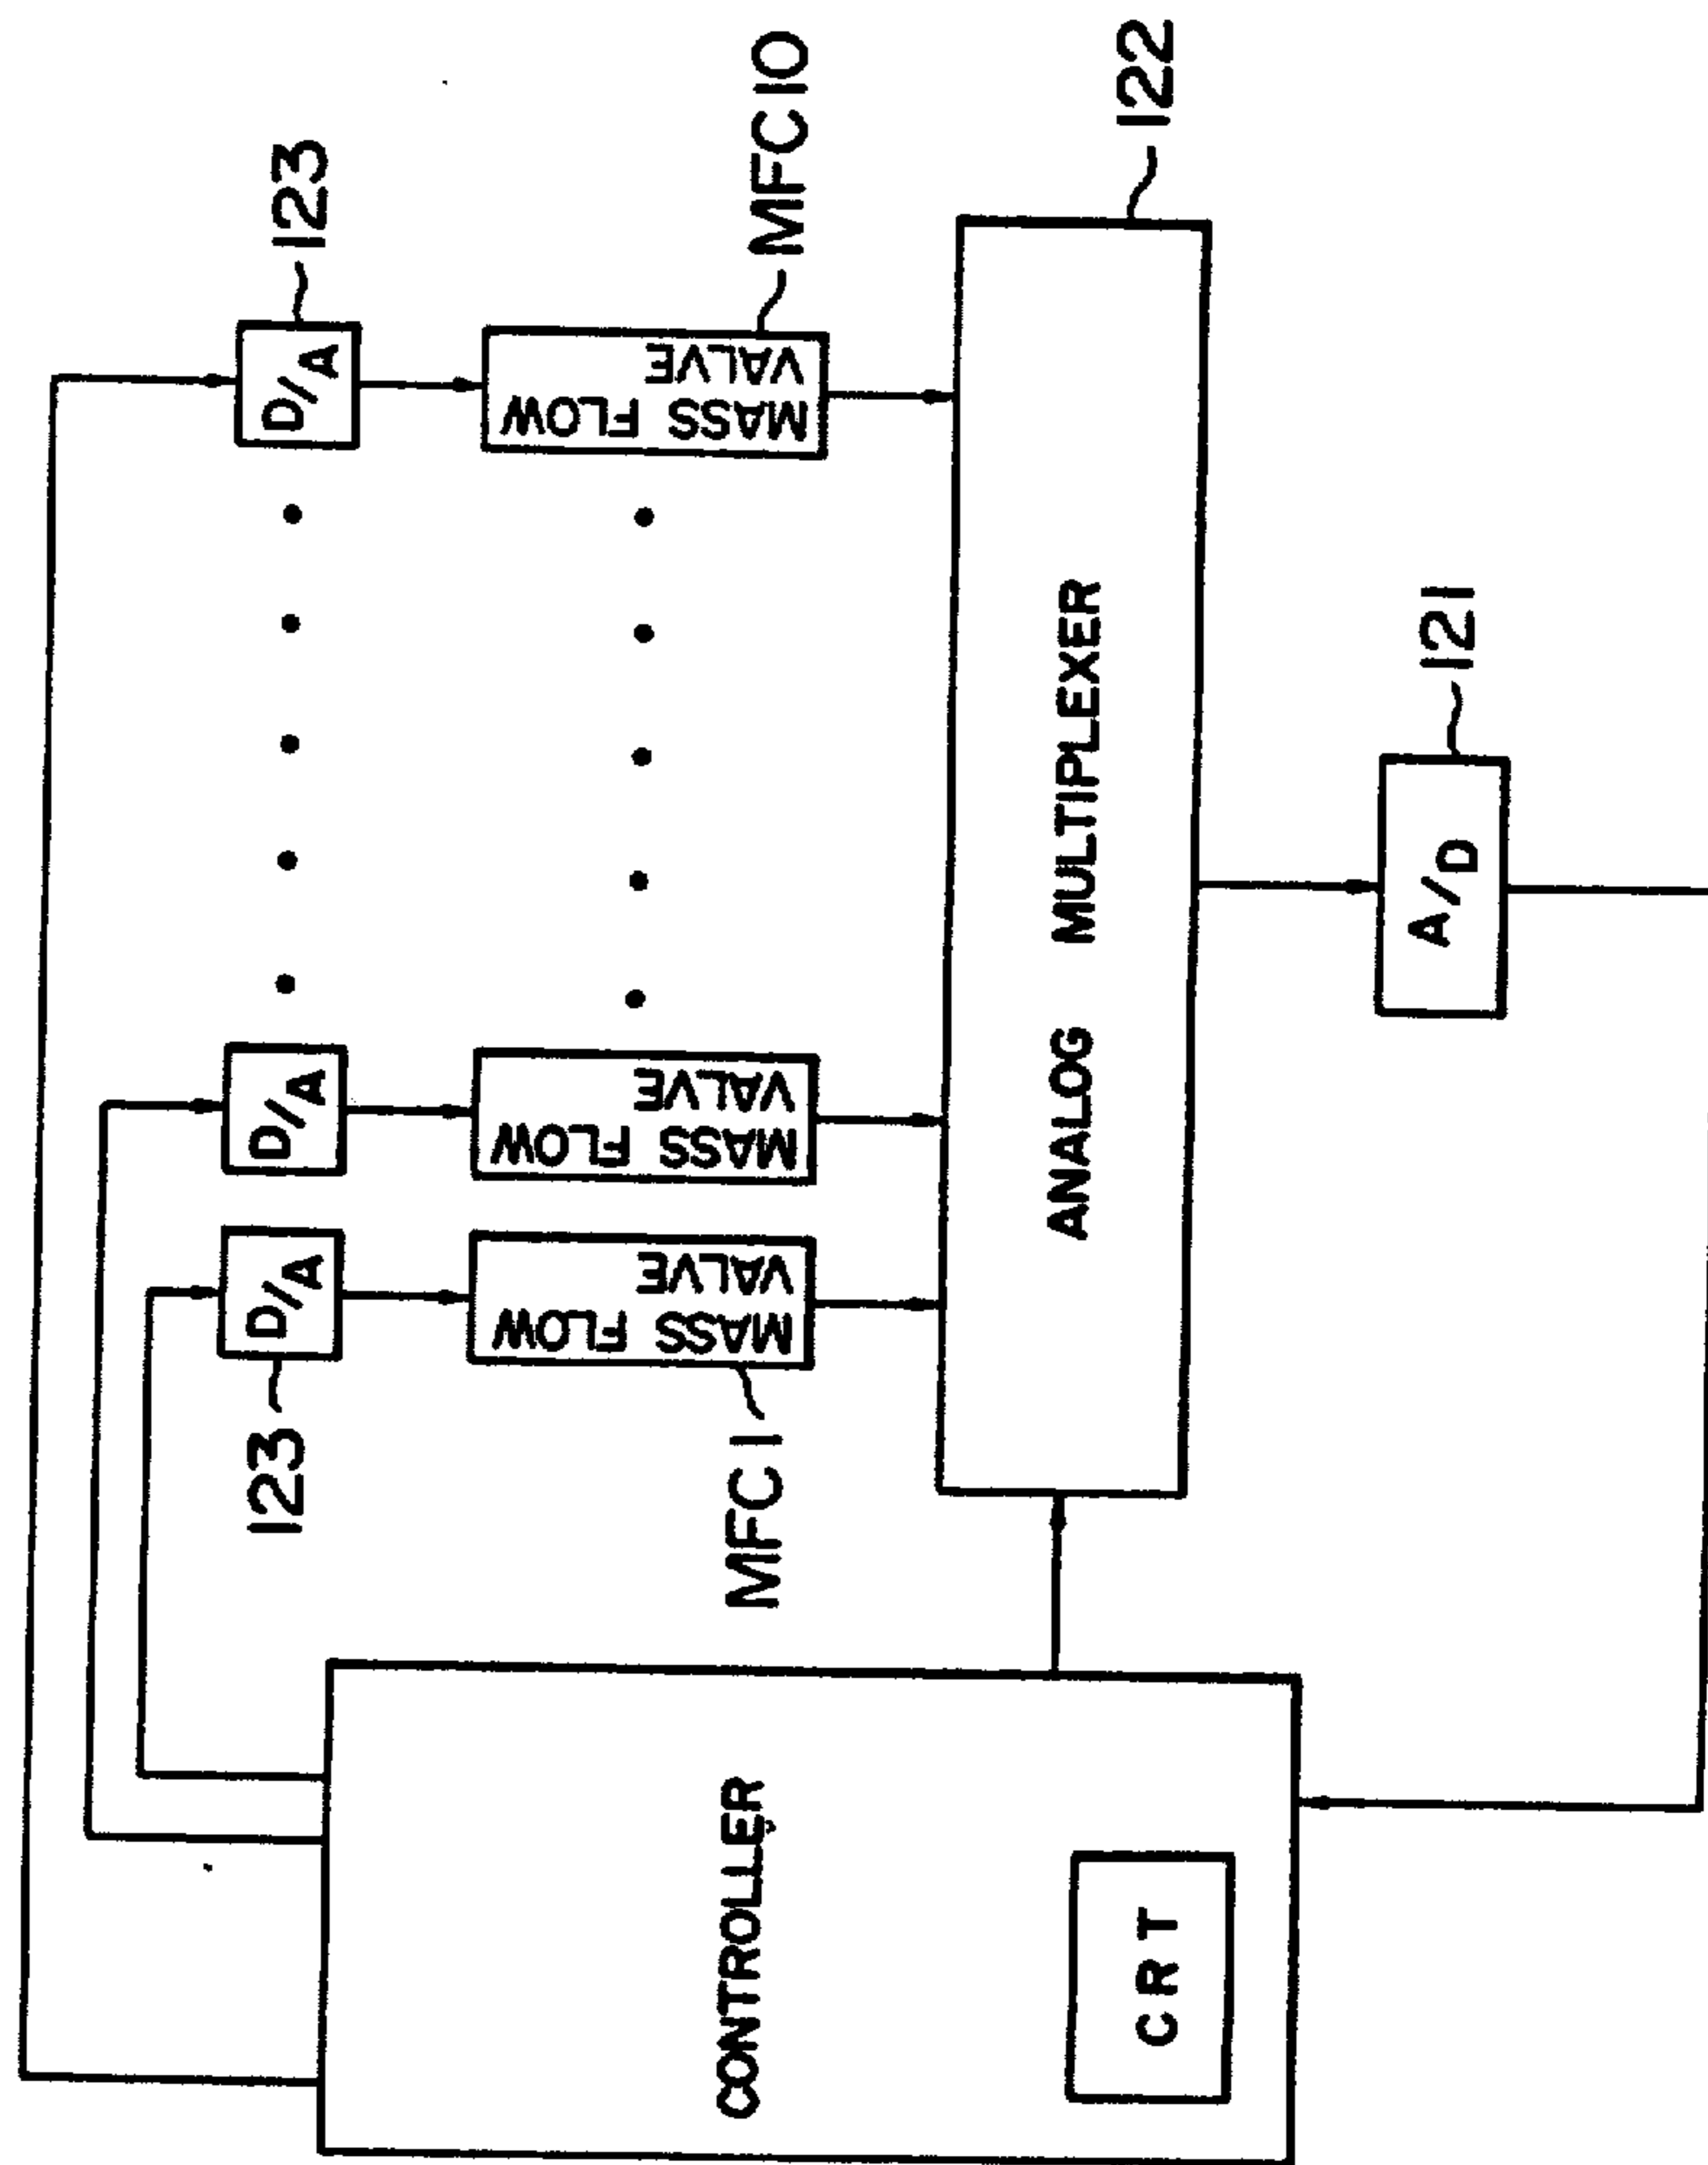 123
MFC10
122
D/A
MASS FLOW
VALVE
D/A
MASS FLOW
VALVE
D/A
MASS FLOW
VALVE
123
MFC1
ANALOG MULTIPLEXER
A/D
121
CONTROLLER
CRT